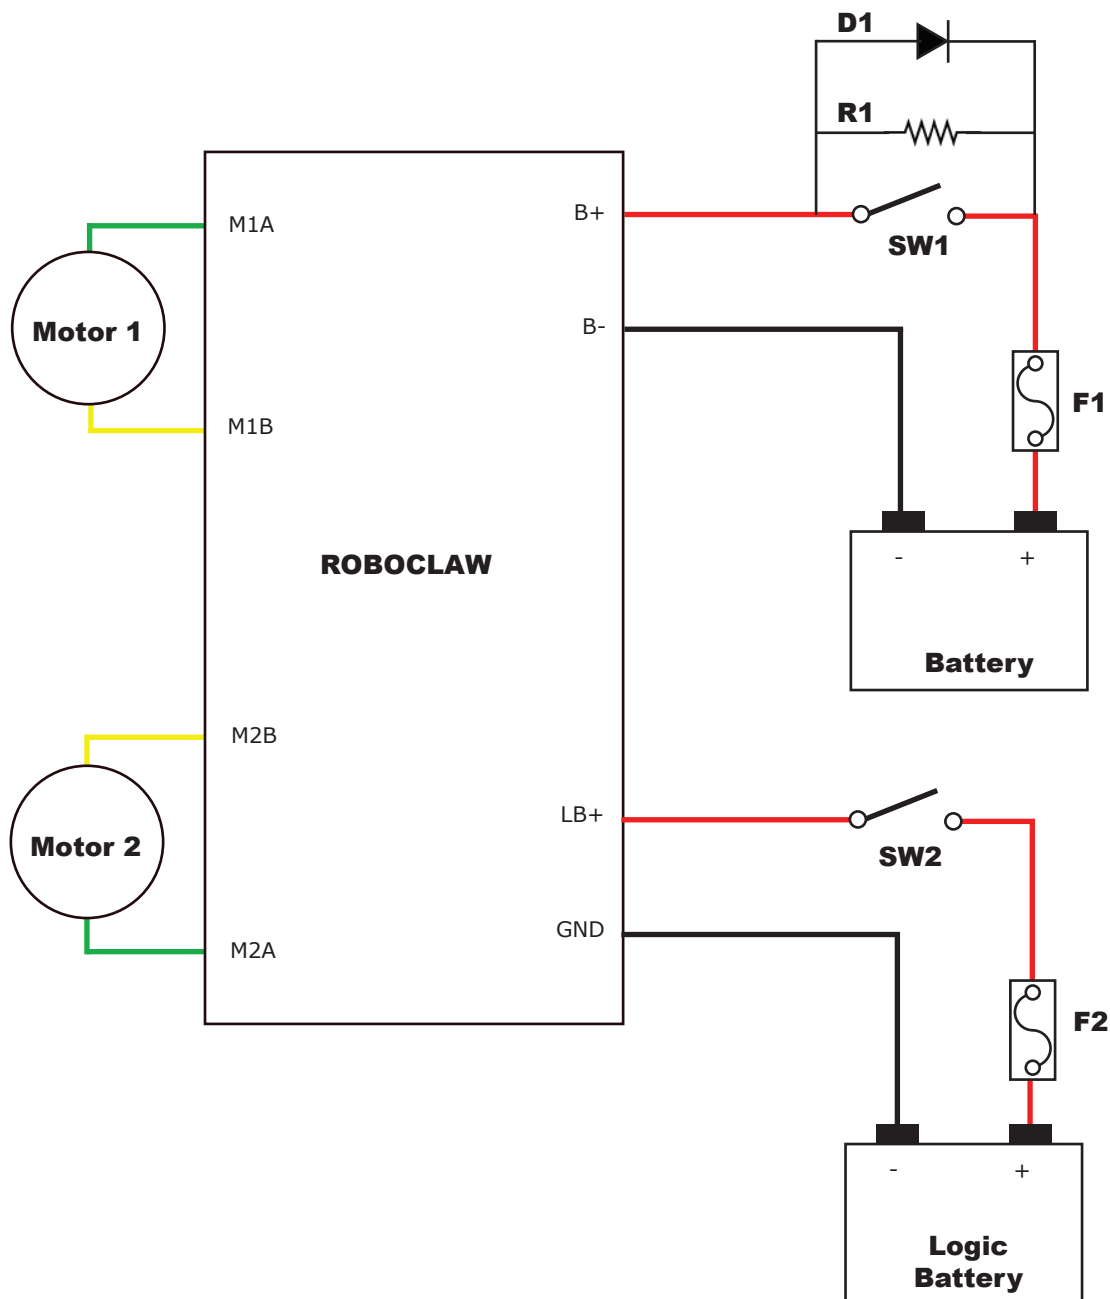 D1
R1
SW1
B+
B-
M1A
Motor 1
M1B
F1
- +
Battery
ROBOCLAW
M2B
Motor 2
M2A
LB+
SW2
GND
F2
- +
Logic
Battery